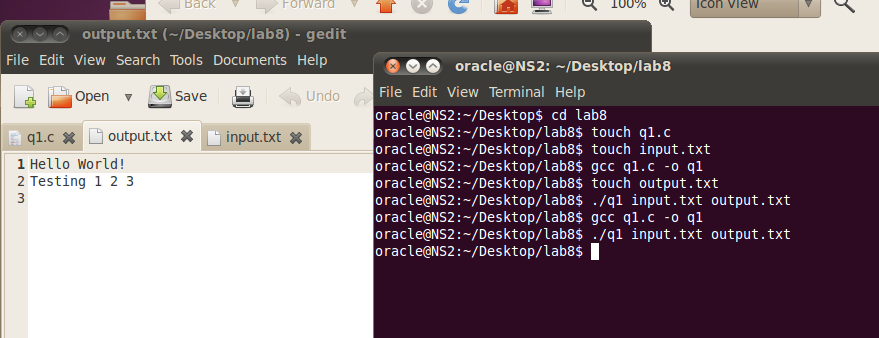 Back Forward 100% Icon View
output.txt (~/Desktop/lab8) - gedit
File Edit View Search Tools Documents Help
Open Save Undo
q1.c output.txt input.txt
1 Hello World!
2 Testing 1 2 3
3
oracle@NS2: ~/Desktop/lab8
File Edit View Terminal Help
oracle@NS2:~/Desktop$ cd lab8
oracle@NS2:~/Desktop/lab8$ touch q1.c
oracle@NS2:~/Desktop/lab8$ touch input.txt
oracle@NS2:~/Desktop/lab8$ gcc q1.c -o q1
oracle@NS2:~/Desktop/lab8$ touch output.txt
oracle@NS2:~/Desktop/lab8$ ./q1 input.txt output.txt
oracle@NS2:~/Desktop/lab8$ gcc q1.c -o q1
oracle@NS2:~/Desktop/lab8$ ./q1 input.txt output.txt
oracle@NS2:~/Desktop/lab8$